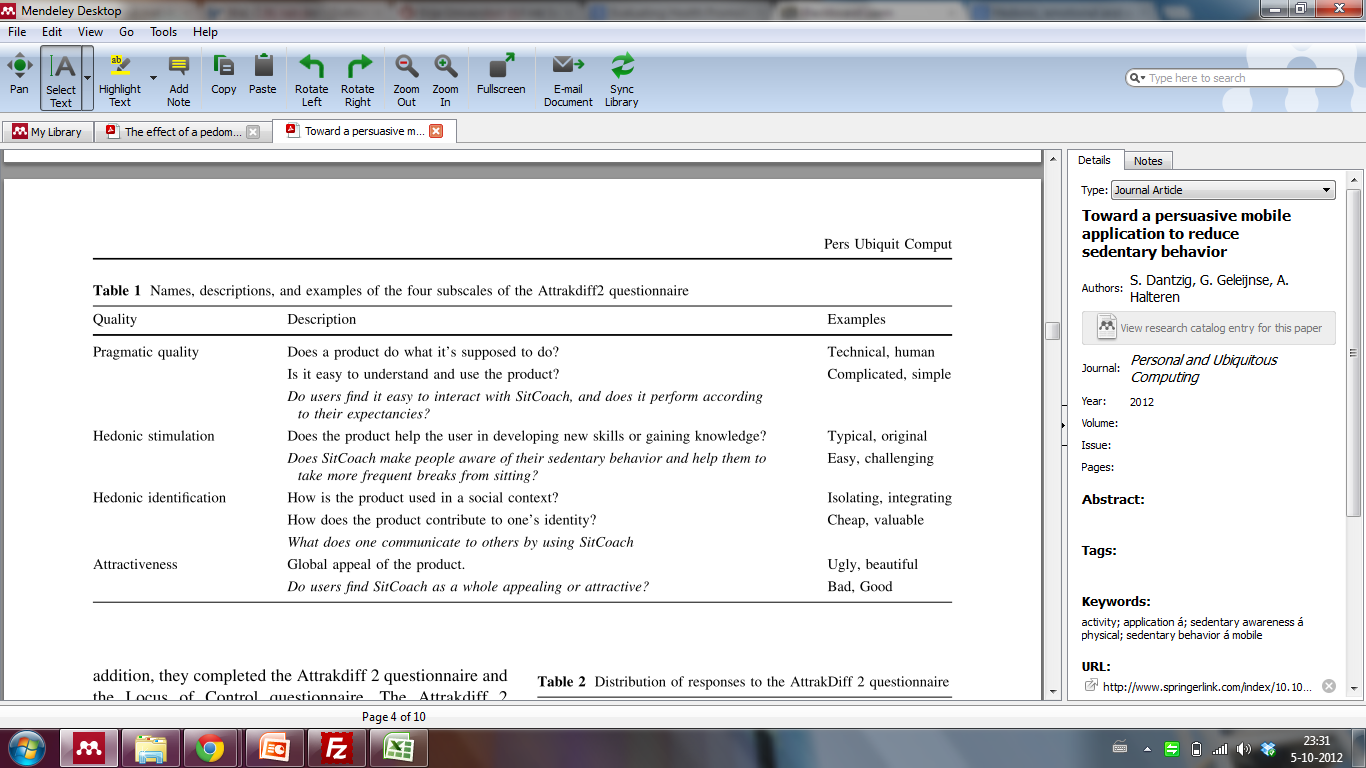 Mendeley Desktop
File Edit View Go Tools Help
Pan
Select Text
Highlight Text
Add Note
Copy
Paste
Rotate Left
Rotate Right
Zoom Out
Zoom In
Fullscreen
E-mail Document
Sync Library
Type here to search
My Library
The effect of a pedom...
Toward a persuasive m...
Pers Ubiquit Comput
Table 1 Names, descriptions, and examples of the four subscales of the Attrakdiff2 questionnaire
Quality Description Examples
Pragmatic quality Does a product do what it's supposed to do? Technical, human
Is it easy to understand and use the product? Complicated, simple
Do users find it easy to interact with SitCoach, and does it perform according
to their expectancies?
Hedonic stimulation Does the product help the user in developing new skills or gaining knowledge? Typical, original
Does SitCoach make people aware of their sedentary behavior and help them to Easy, challenging
take more frequent breaks from sitting?
Hedonic identification How is the product used in a social context? Isolating, integrating
How does the product contribute to one's identity? Cheap, valuable
What does one communicate to others by using SitCoach
Attractiveness Global appeal of the product. Ugly, beautiful
Do users find SitCoach as a whole appealing or attractive? Bad, Good
addition, they completed the Attrakdiff 2 questionnaire and
the Locus of Control questionnaire. The Attrakdiff 2
Table 2 Distribution of responses to the AttrakDiff 2 questionnaire
Details Notes
Type: Journal Article
Toward a persuasive mobile
application to reduce
sedentary behavior
Authors: S. Dantzig, G. Geleijnse, A.
Halteren
View research catalog entry for this paper
Journal: Personal and Ubiquitous
Computing
Year: 2012
Volume:
Issue:
Pages:
Abstract:
Tags:
Keywords:
activity; application á; sedentary awareness á
physical; sedentary behavior á mobile
URL:
http://www.springerlink.com/index/10.10...
Page 4 of 10
23:31
5-10-2012